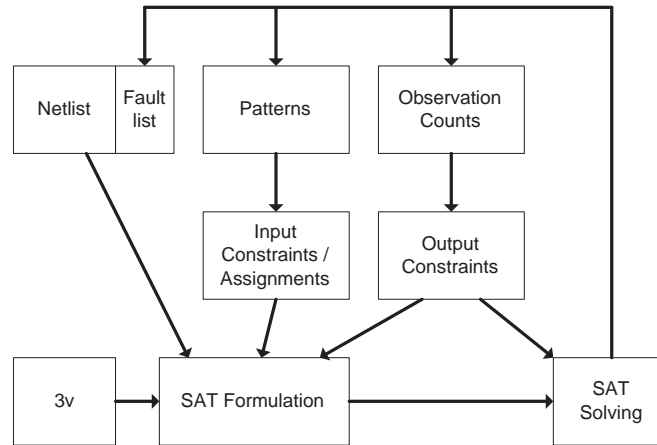 Netlist
Fault
list
Patterns
Observation
Counts
Input
Constraints /
Assignments
Output
Constraints
3v
SAT Formulation
SAT
Solving